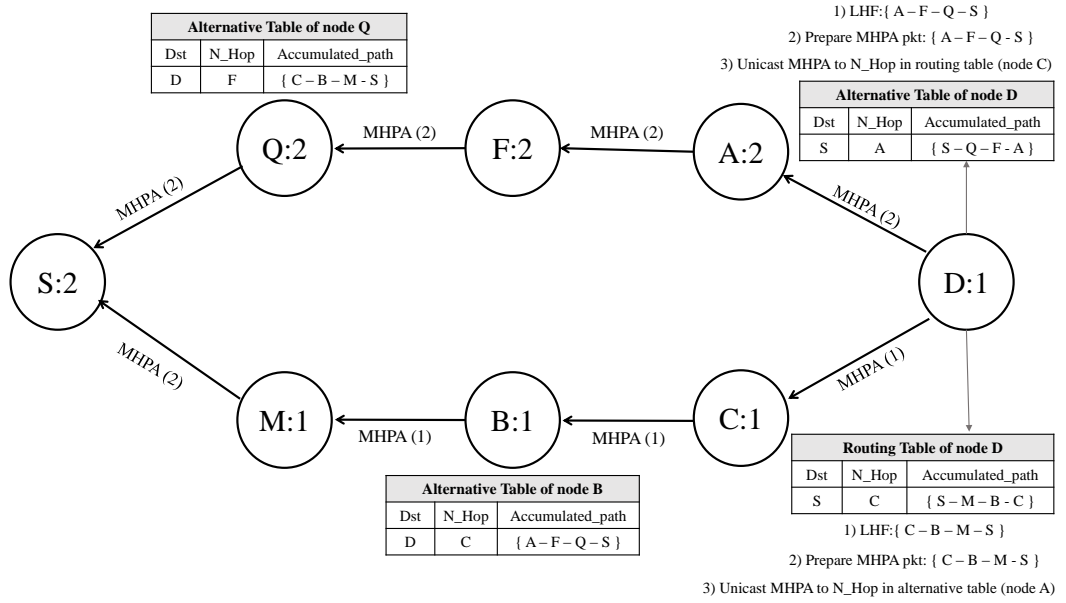 1) LHF:{ A – F – Q – S }
2) Prepare MHPA pkt: { A – F – Q - S }
3) Unicast MHPA to N_Hop in routing table (node C)
Alternative Table of node Q
Dst N_Hop Accumulated_path
D F { C – B – M - S }
Alternative Table of node D
Dst N_Hop Accumulated_path
S A { S – Q – F - A }
MHPA (2)
MHPA (2)
Q:2
F:2
A:2
MHPA (2)
MHPA (2)
S:2
D:1
MHPA (2)
MHPA (1)
M:1
B:1
C:1
MHPA (1)
MHPA (1)
Routing Table of node D
Dst N_Hop Accumulated_path
S C { S – M – B - C }
Alternative Table of node B
Dst N_Hop Accumulated_path
D C { A – F – Q – S }
1) LHF:{ C – B – M – S }
2) Prepare MHPA pkt: { C – B – M - S }
3) Unicast MHPA to N_Hop in alternative table (node A)